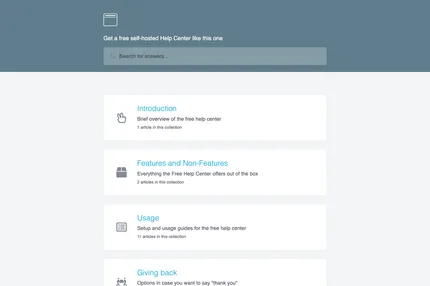 Get a free self-hosted Help Center like this one
Search for answers...
Introduction
Brief overview of the free help center
1 article in this collection
Features and Non-Features
Everything the Free Help Center offers out of the box
2 articles in this collection
Usage
Setup and usage guides for the free help center
11 articles in this collection
Giving back
Options in case you want to say "thank you"